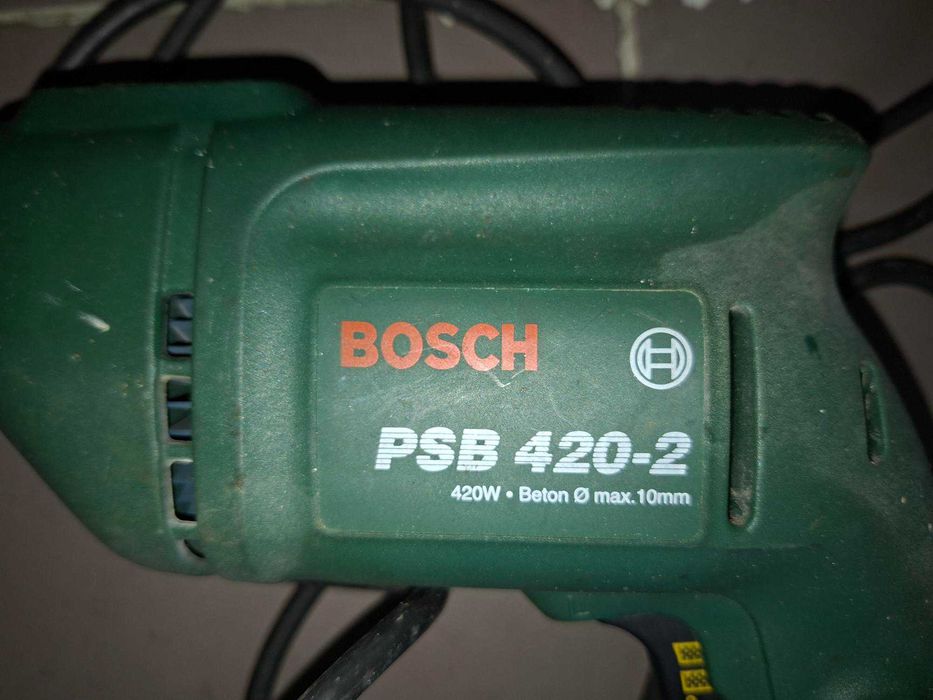 BOSCH
PSB 420-2
420W • Beton Ø max.10mm